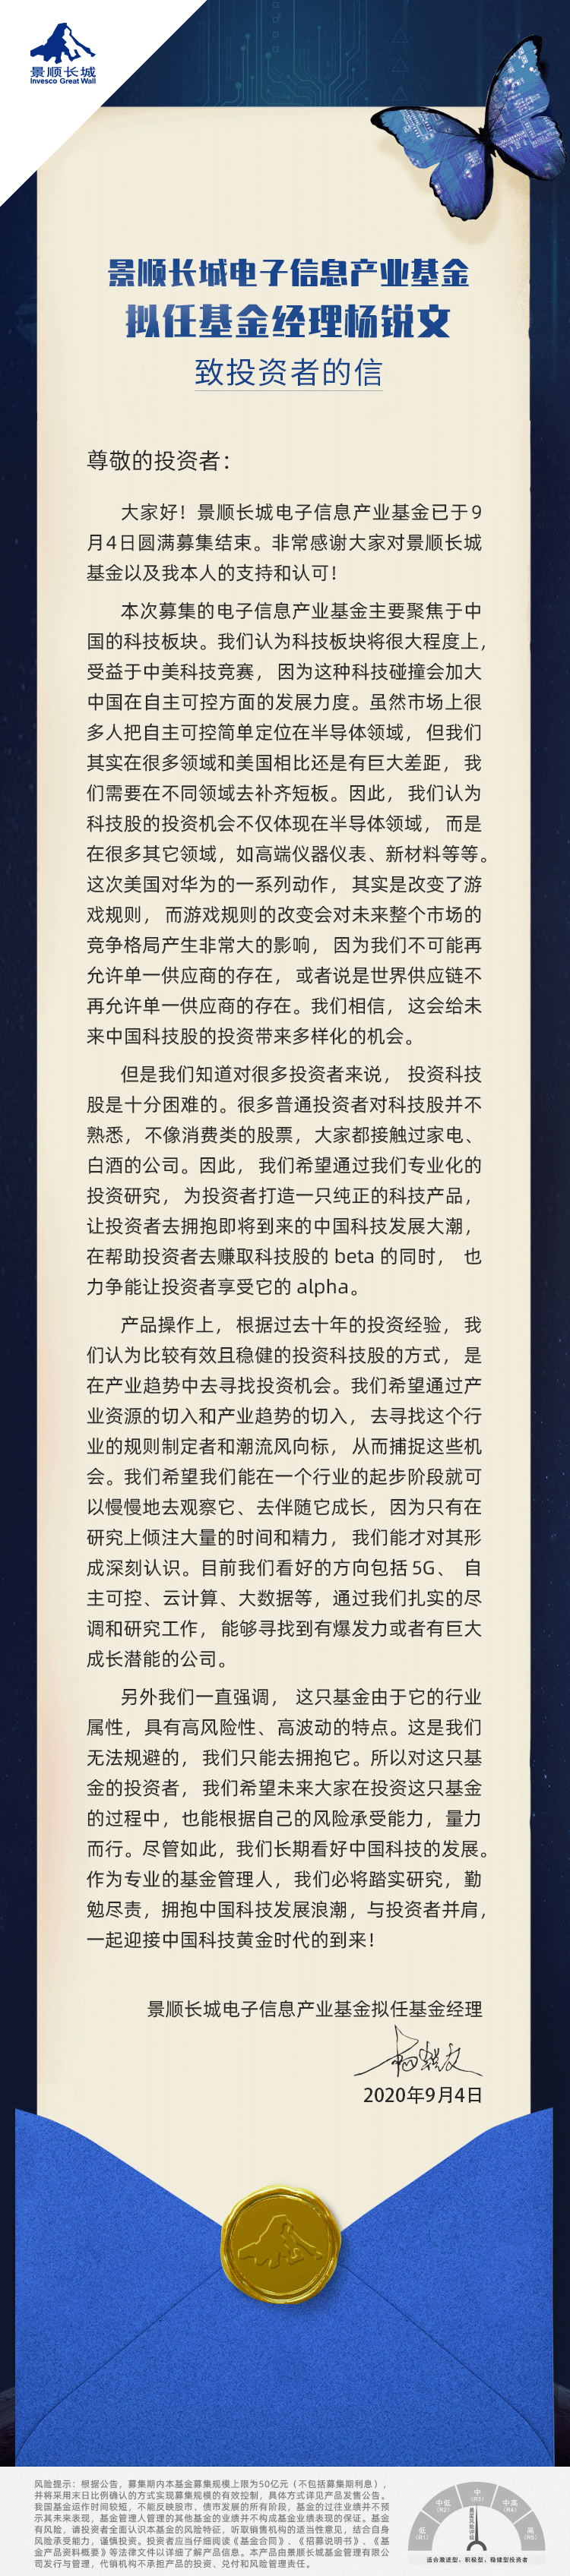 景顺长城
Invesco Great Wall
景顺长城电子信息产业基金
拟任基金经理杨锐文
致投资者的信
尊敬的投资者：
大家好！景顺长城电子信息产业基金已于9
月4日圆满募集结束。非常感谢大家对景顺长城
基金以及我本人的支持和认可！
本次募集的电子信息产业基金主要聚焦于中
国的科技板块。我们认为科技板块将很大程度上，
受益于中美科技竞赛，因为这种科技碰撞会加大
中国在自主可控方面的发展力度。虽然市场上很
多人把自主可控简单定位在半导体领域，但我们
其实在很多领域和美国相比还是有巨大差距，我
们需要在不同领域去补齐短板。因此，我们认为
科技股的投资机会不仅体现在半导体领域，而是
在很多其它领域，如高端仪器仪表、新材料等等。
这次美国对华为的一系列动作，其实是改变了游
戏规则，而游戏规则的改变会对未来整个市场的
竞争格局产生非常大的影响，因为我们不可能再
允许单一供应商的存在，或者说是世界供应链不
再允许单一供应商的存在。我们相信，这会给未
来中国科技股的投资带来多样化的机会。
但是我们知道对很多投资者来说，投资科技
股是十分困难的。很多普通投资者对科技股并不
熟悉，不像消费类的股票，大家都接触过家电、
白酒的公司。因此，我们希望通过我们专业化的
投资研究，为投资者打造一只纯正的科技产品，
让投资者去拥抱即将到来的中国科技发展大潮，
在帮助投资者去赚取科技股的 beta 的同时，也
力争能让投资者享受它的 alpha。
产品操作上，根据过去十年的投资经验，我
们认为比较有效且稳健的投资科技股的方式，是
在产业趋势中去寻找投资机会。我们希望通过产
业资源的切入和产业趋势的切入，去寻找这个行
业的规则制定者和潮流风向标，从而捕捉这些机
会。我们希望我们能在一个行业的起步阶段就可
以慢慢地去观察它、去伴随它成长，因为只有在
研究上倾注大量的时间和精力，我们能才对其形
成深刻认识。目前我们看好的方向包括 5G、自
主可控、云计算、大数据等，通过我们扎实的尽
调和研究工作，能够寻找到有爆发力或者有巨大
成长潜能的公司。
另外我们一直强调，这只基金由于它的行业
属性，具有高风险性、高波动的特点。这是我们
无法规避的，我们只能去拥抱它。所以对这只基
金的投资者，我们希望未来大家在投资这只基金
的过程中，也能根据自己的风险承受能力，量力
而行。尽管如此，我们长期看好中国科技的发展。
作为专业的基金管理人，我们必将踏实研究，勤
勉尽责，拥抱中国科技发展浪潮，与投资者并肩，
一起迎接中国科技黄金时代的到来！
景顺长城电子信息产业基金拟任基金经理
杨锐文
2020年9月4日
风险提示：根据公告，募集期内本基金募集规模上限为50亿元（不包括募集期利息），
并将采用末日比例确认的方式实现募集规模的有效控制，具体方式详见产品发售公告。
我国基金运作时间较短，不能反映股市、债市发展的所有阶段，基金的过往业绩并不预
示其未来表现，基金管理人管理的其他基金的业绩并不构成基金业绩表现的保证。基金
有风险，请投资者全面认识本基金的风险特征，听取销售机构的适当性意见，结合自身
风险承受能力，谨慎投资。投资者应当仔细阅读《基金合同》、《招募说明书》、《基
金产品资料概要》等法律文件以详细了解产品信息。本产品由景顺长城基金管理有限公
司发行与管理，代销机构不承担产品的投资、兑付和风险管理责任。
低
（R1）
中低
（R2）
中
（R3）
中高
（R4）
高
（R5）
适合激进型、积极型、稳健型投资者